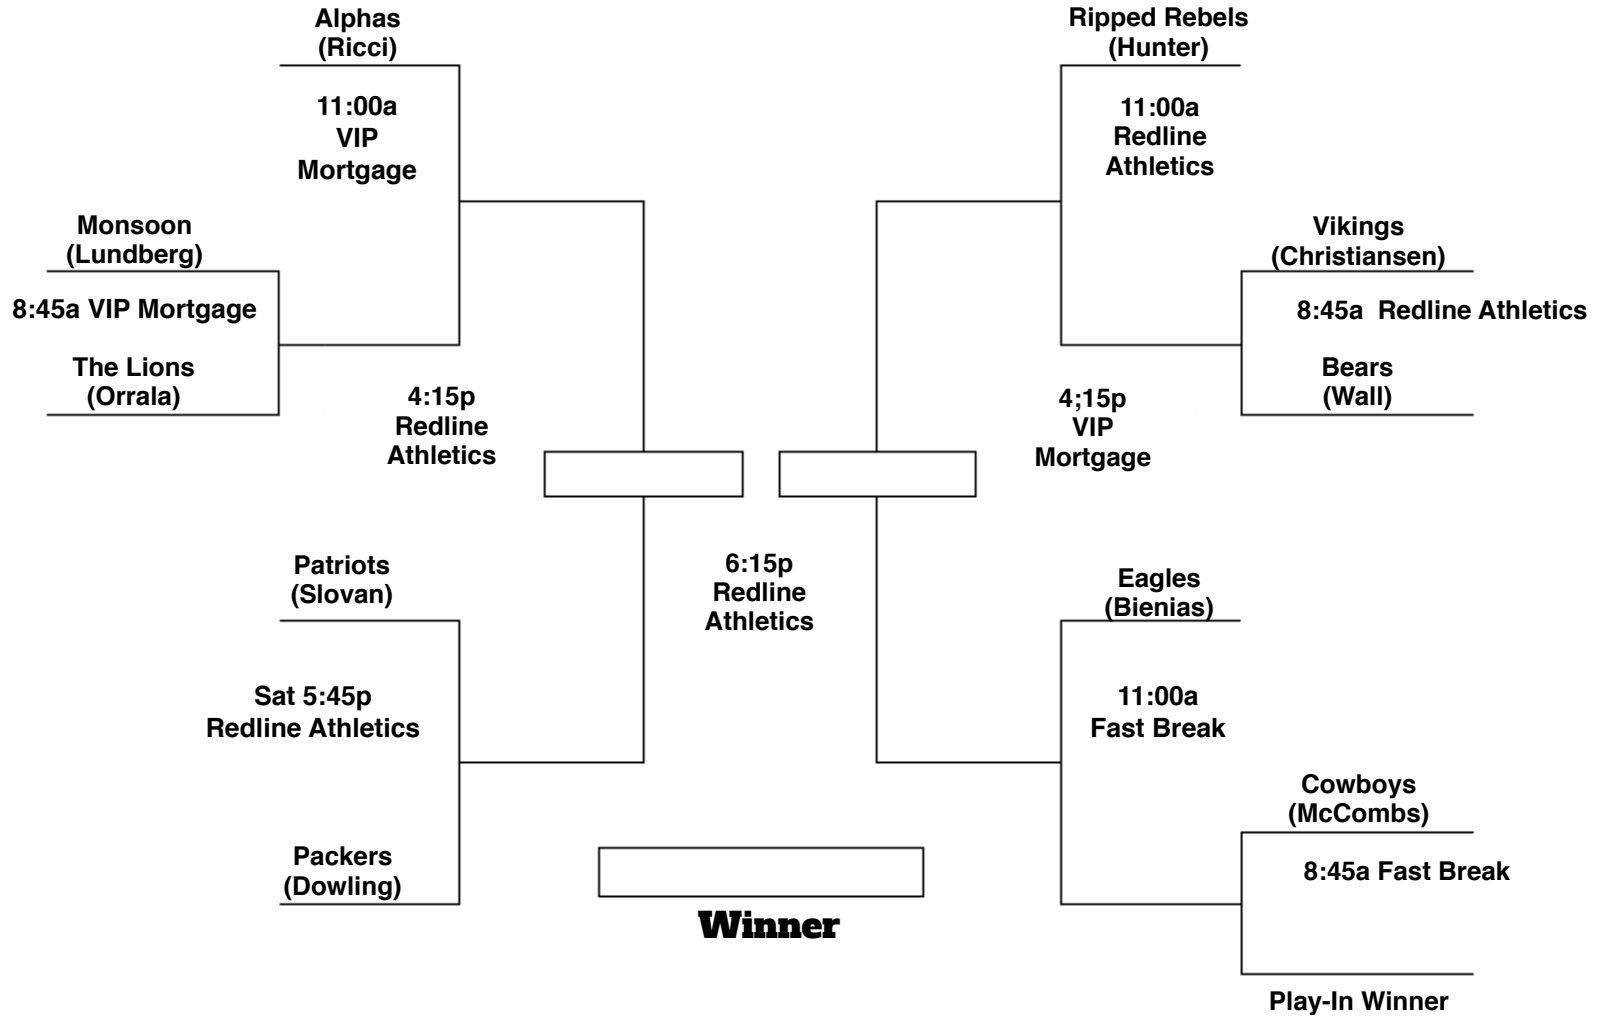 Alphas
(Ricci)
11:00a
VIP
Mortgage
Monsoon
(Lundberg)
8:45a VIP Mortgage
The Lions
(Orrala)
4:15p
Redline
Athletics
Patriots
(Slovan)
Sat 5:45p
Redline Athletics
Packers
(Dowling)
6:15p
Redline
Athletics
Winner
Ripped Rebels
(Hunter)
11:00a
Redline
Athletics
Vikings
(Christiansen)
8:45a  Redline Athletics
Bears
(Wall)
4;15p
VIP
Mortgage
Eagles
(Bienias)
11:00a
Fast Break
Cowboys
(McCombs)
8:45a Fast Break
Play-In Winner